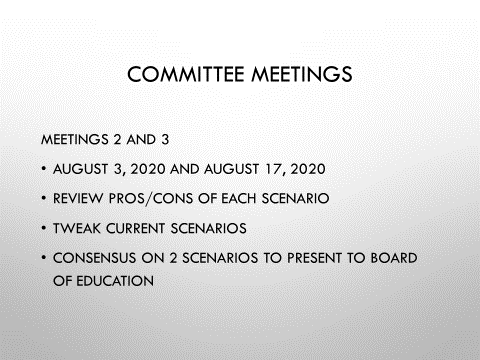 COMMITTEE MEETINGS
MEETINGS 2 AND 3
• AUGUST 3, 2020 AND AUGUST 17, 2020
• REVIEW PROS/CONS OF EACH SCENARIO
• TWEAK CURRENT SCENARIOS
• CONSENSUS ON 2 SCENARIOS TO PRESENT TO BOARD
OF EDUCATION